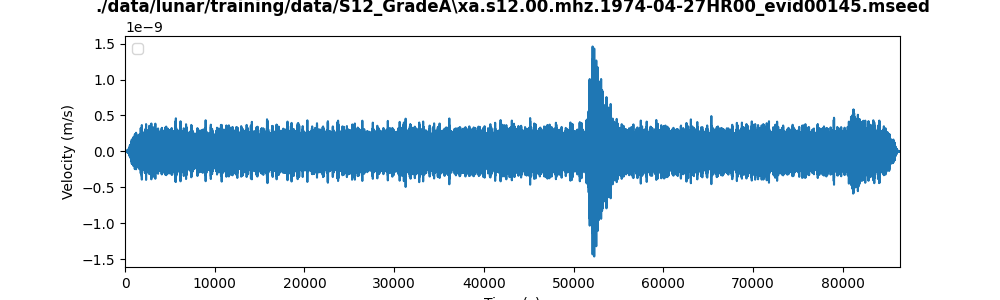 ./data/lunar/training/data/S12_GradeA\xa.s12.00.mhz.1974-04-27HR00_evid00145.mseed
1e−9
1.5
1.0
0.5
0.0
−0.5
−1.0
−1.5
Velocity (m/s)
0 10000 20000 30000 40000 50000 60000 70000 80000